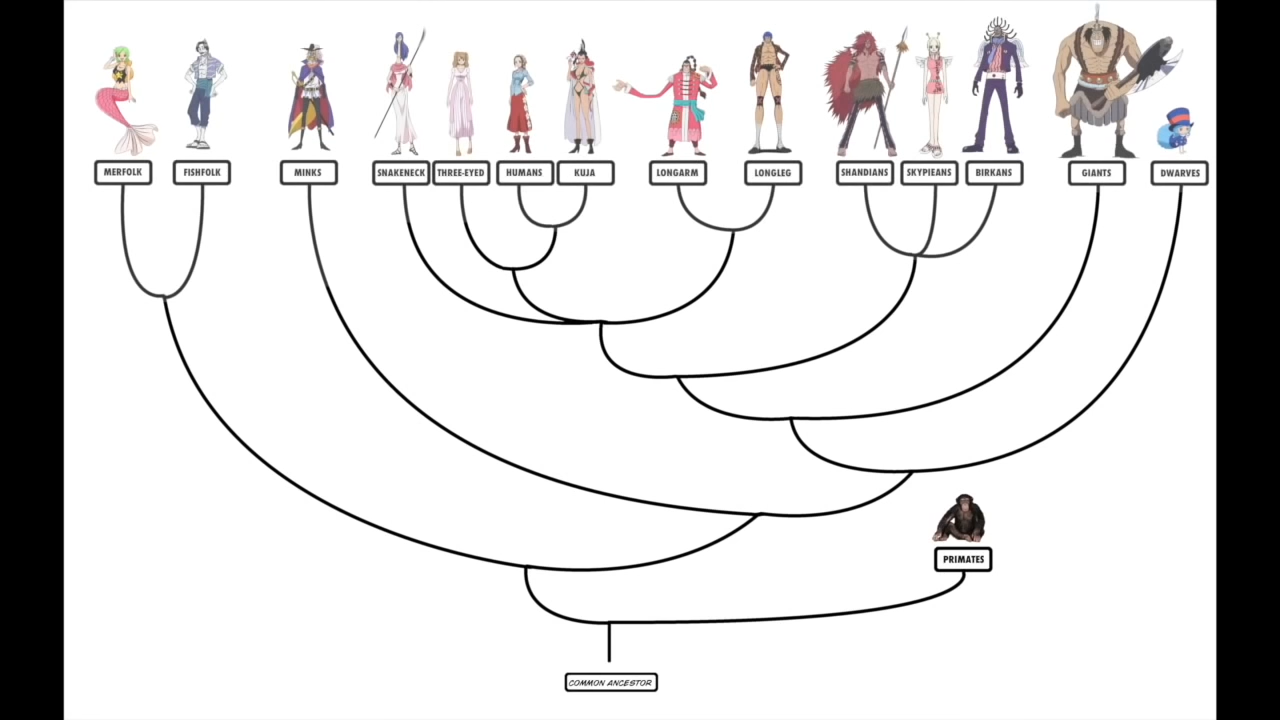 MERFOLK
FISHFOLK
MINKS
SNAKENECK
THREE-EYED
HUMANS
KUJA
LONGARM
LONGLEG
SHANDIANS
SKYPIEANS
BIRKANS
GIANTS
DWARVES
PRIMATES
COMMON ANCESTOR